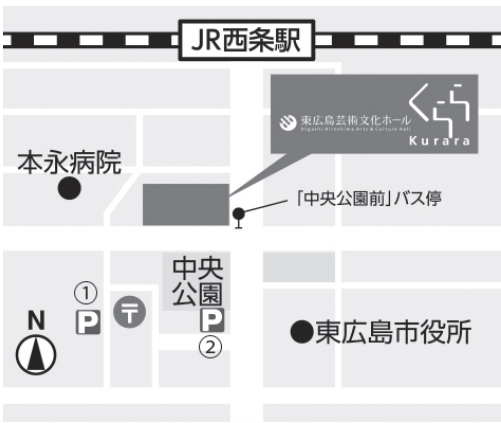 JR西条駅
東広島芸術文化ホール
Higashi Hiroshima Arts & Culture Hall
くらら
Kurara
本永病院
「中央公園前」バス停
中央
公園
①
P
〒
P
②
N
東広島市役所